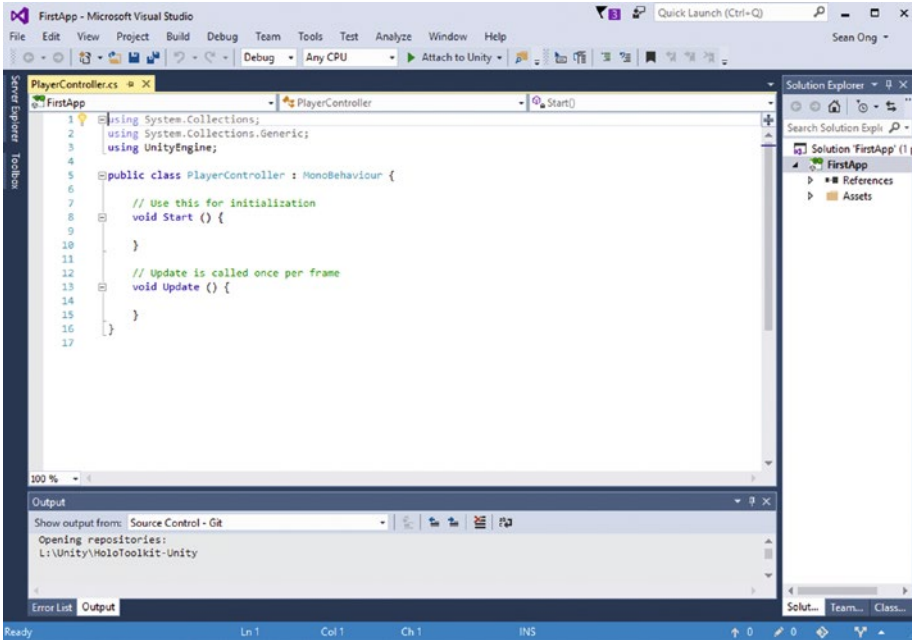 FirstApp - Microsoft Visual Studio
3
Quick Launch (Ctrl+Q)
File Edit View Project Build Debug Team Tools Test Analyze Window Help
Sean Ong
Debug Any CPU Attach to Unity
Server Explorer
Toolbox
PlayerController.cs
FirstApp PlayerController Start()
1 using System.Collections;
2 using System.Collections.Generic;
3 using UnityEngine;
4
5 public class PlayerController : MonoBehaviour {
6
7 // Use this for initialization
8 void Start () {
9
10 }
11
12 // Update is called once per frame
13 void Update () {
14
15 }
16 }
17
100 %
Solution Explorer
Search Solution Explo
Solution 'FirstApp' (1
FirstApp
References
Assets
Output
Show output from: Source Control - Git
Opening repositories:
L:\Unity\HoloToolkit-Unity
Error List Output
Solut... Team... Class...
Ready Ln 1 Col 1 Ch 1 INS 0 0